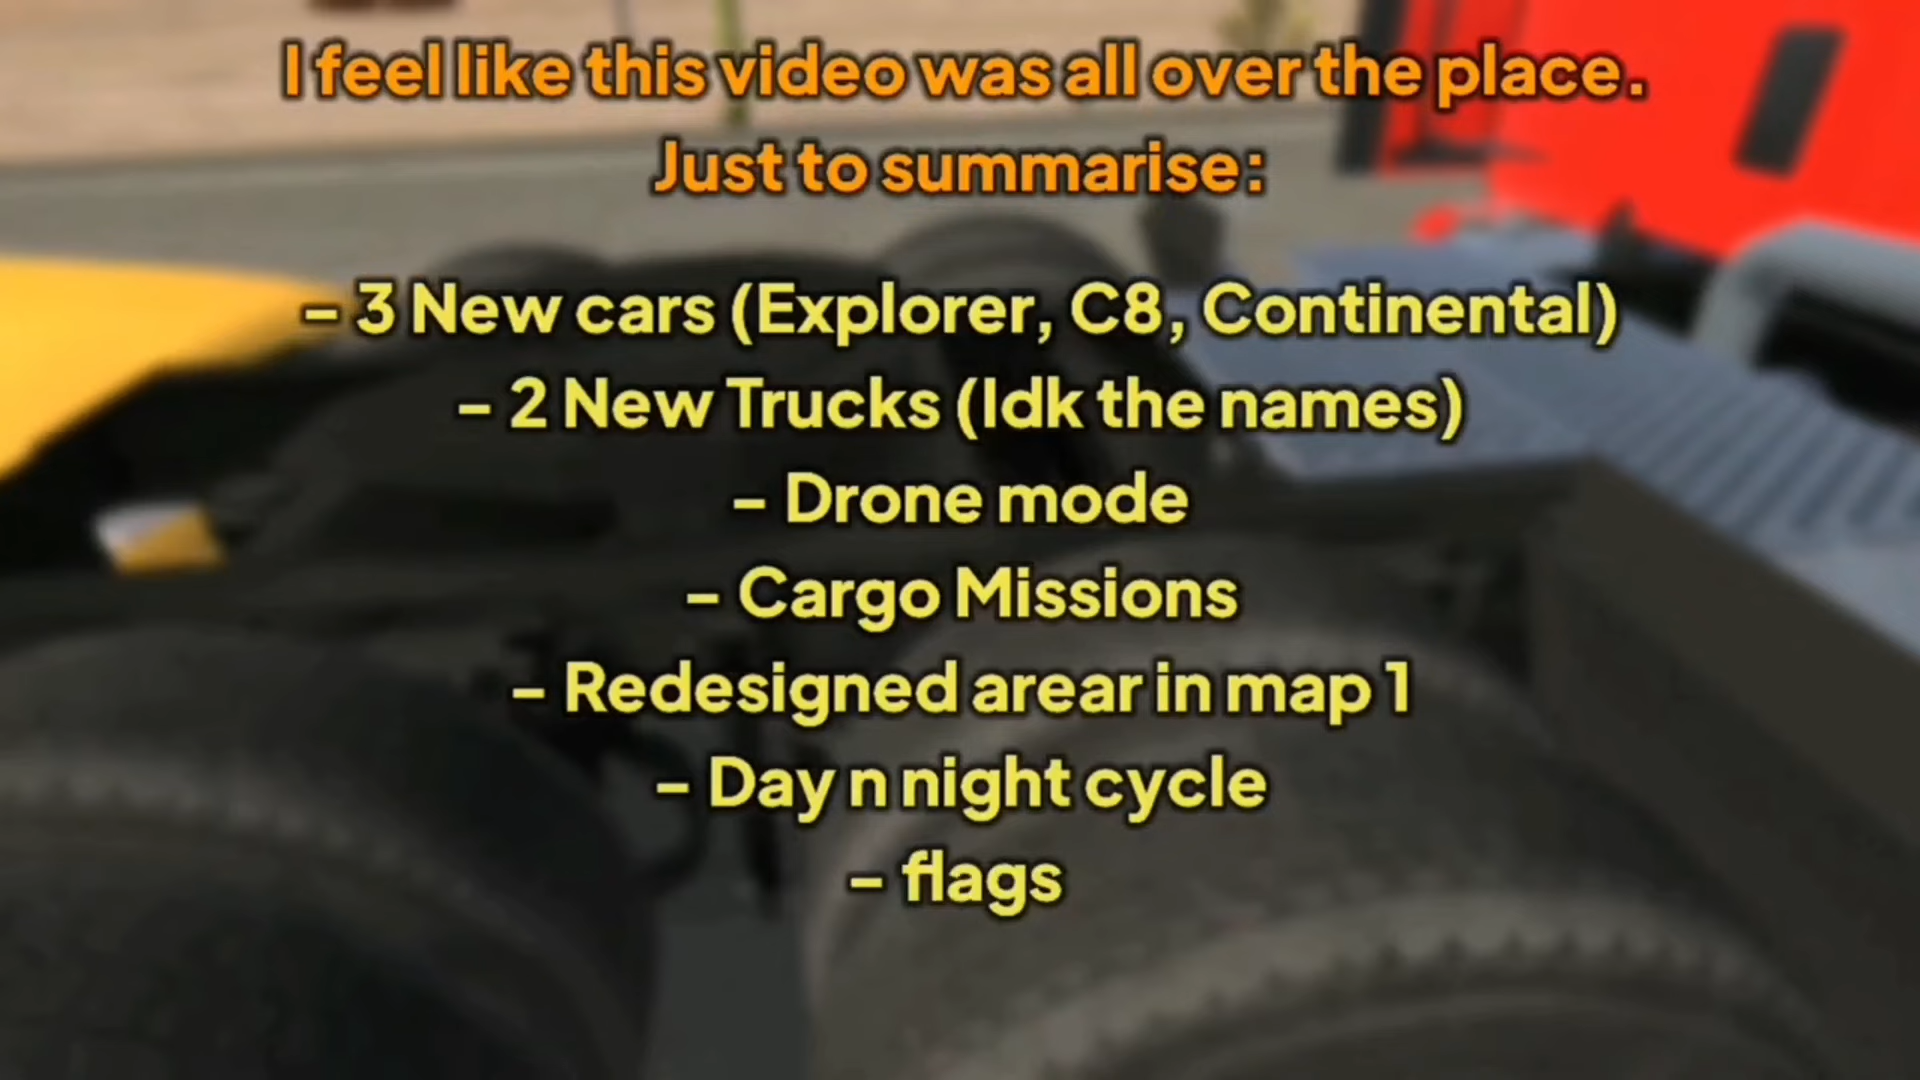 I feel like this video was all over the place.
Just to summarise:
- 3 New cars (Explorer, C8, Continental)
- 2 New Trucks (Idk the names)
- Drone mode
- Cargo Missions
- Redesigned arear in map 1
- Day n night cycle
- flags